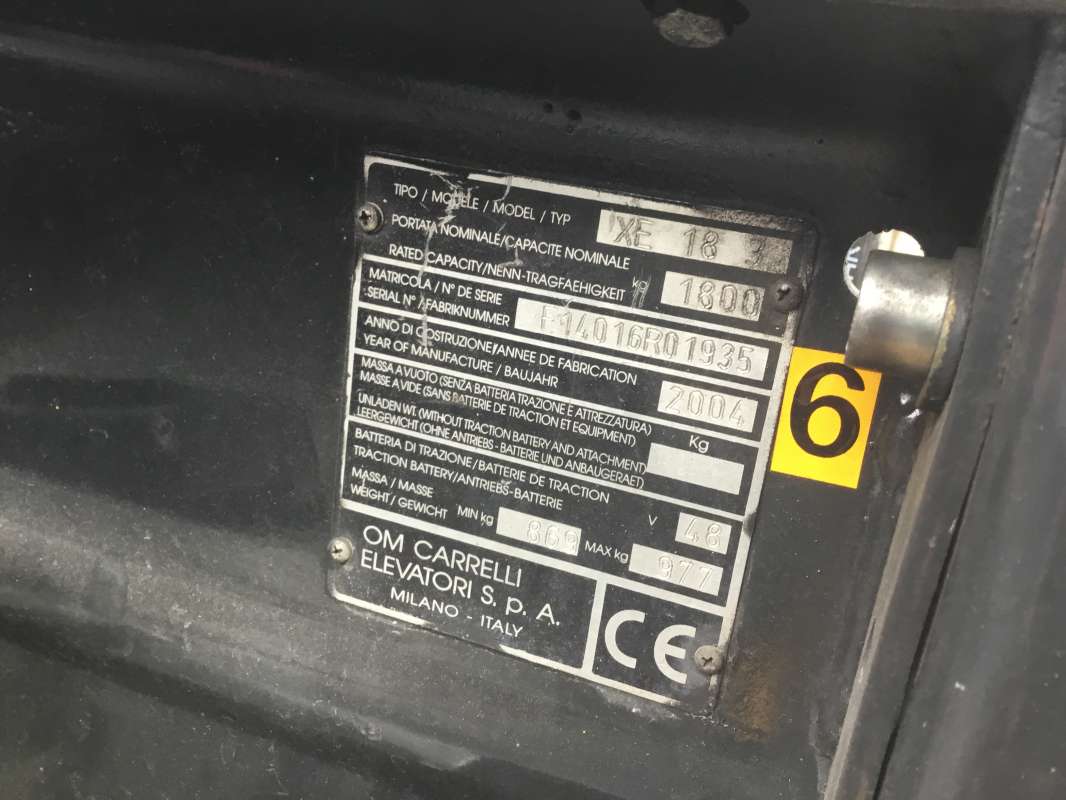 TIPO / MODELE / MODEL / TYP XE 18 3
PORTATA NOMINALE/CAPACITE NOMINALE
RATED CAPACITY/NENN-TRAGFAEHIGKEIT kg 1800
MATRICOLA / N° DE SERIE
SERIAL N° /FABRIKNUMMER E14016R01935
ANNO DI COSTRUZIONE/ANNEE DE FABRICATION
YEAR OF MANUFACTURE / BAUJAHR 2004
MASSA A VUOTO (SENZA BATTERIA TRAZIONE E ATTREZZATURA)
MASSE A VIDE (SANS BATTERIE DE TRACTION ET EQUIPMENT) Kg
UNLADEN WT. (WITHOUT TRACTION BATTERY AND ATTACHMENT)
LEERGEWICHT (OHNE ANTRIEBS - BATTERIE UND ANBAUGERAET)
BATTERIA DI TRAZIONE/BATTERIE DE TRACTION
TRACTION BATTERY/ANTRIEBS-BATTERIE V 48
MASSA / MASSE
WEIGHT / GEWICHT MIN kg 869 MAX kg 977
OM CARRELLI
ELEVATORI S.p.A.
MILANO - ITALY
CE
6